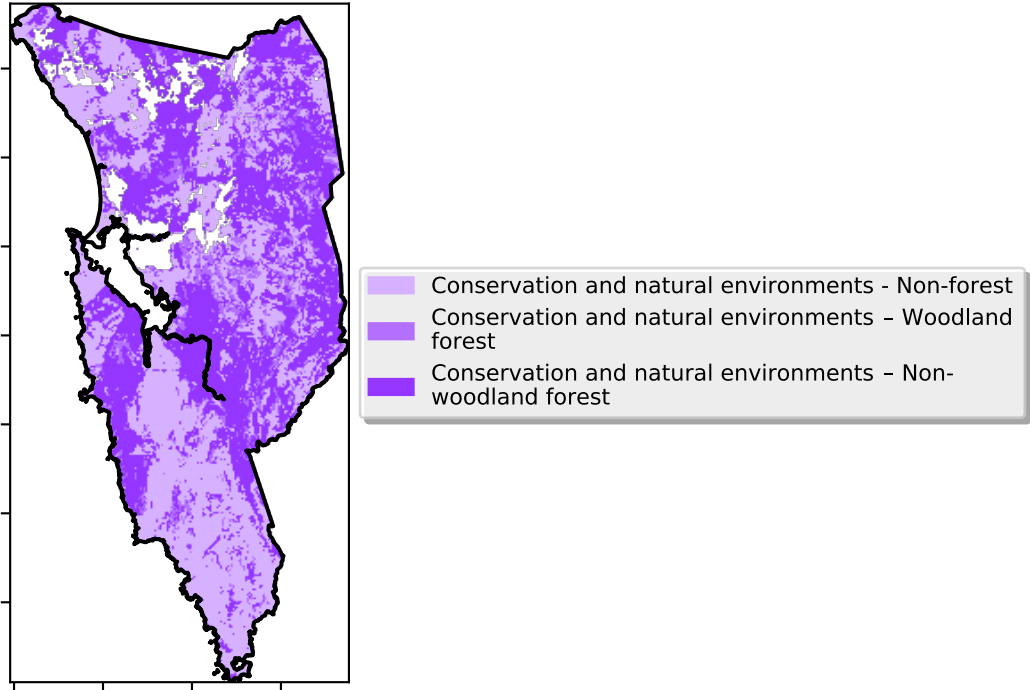 Conservation and natural environments - Non-forest
Conservation and natural environments – Woodland
forest
Conservation and natural environments – Non-
woodland forest